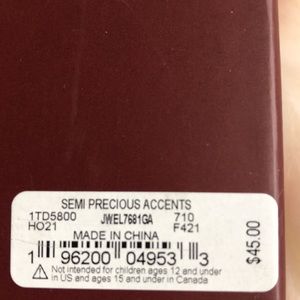 SEMI PRECIOUS ACCENTS
1TD5800 JWEL7681GA 710
HO21 F421
MADE IN CHINA
1 96200 04953 3
Not intended for children ages 12 and under
in US and ages 15 and under in Canada
$45.00